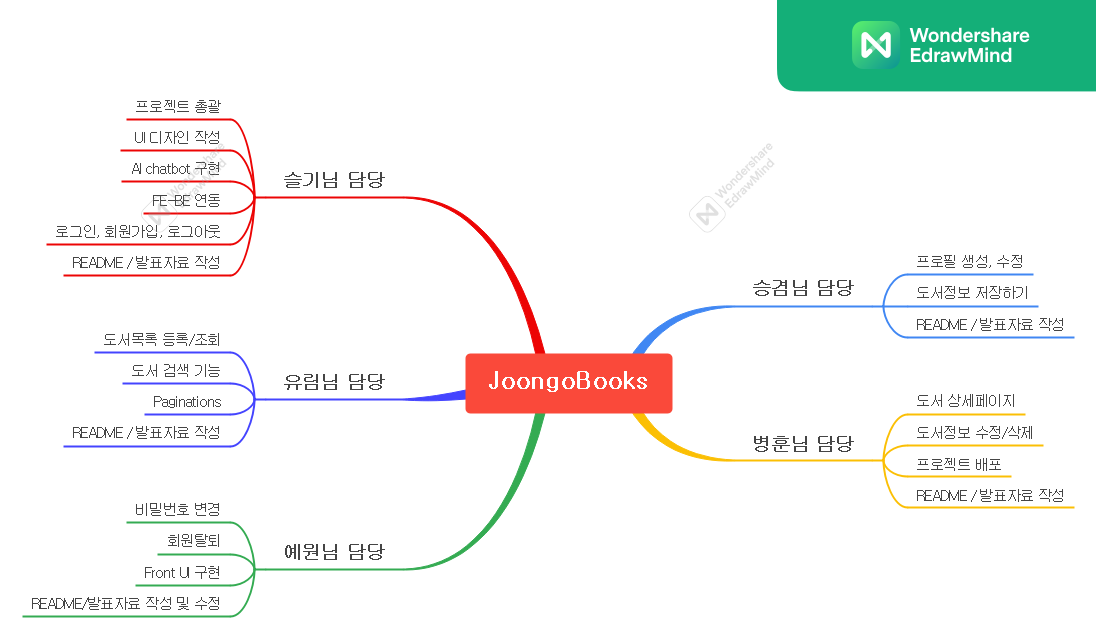 Wondershare
EdrawMind
JoongoBooks
슬기님 담당
프로젝트 총괄
UI 디자인 작성
AI chatbot 구현
FE-BE 연동
로그인, 회원가입, 로그아웃
README / 발표자료 작성
유림님 담당
도서목록 등록/조회
도서 검색 기능
Paginations
README / 발표자료 작성
예원님 담당
비밀번호 변경
회원탈퇴
Front UI 구현
README/발표자료 작성 및 수정
승겸님 담당
프로필 생성, 수정
도서정보 저장하기
README / 발표자료 작성
병훈님 담당
도서 상세페이지
도서정보 수정/삭제
프로젝트 배포
README / 발표자료 작성
Wondershare
EdrawMind
Wondershare
EdrawMind